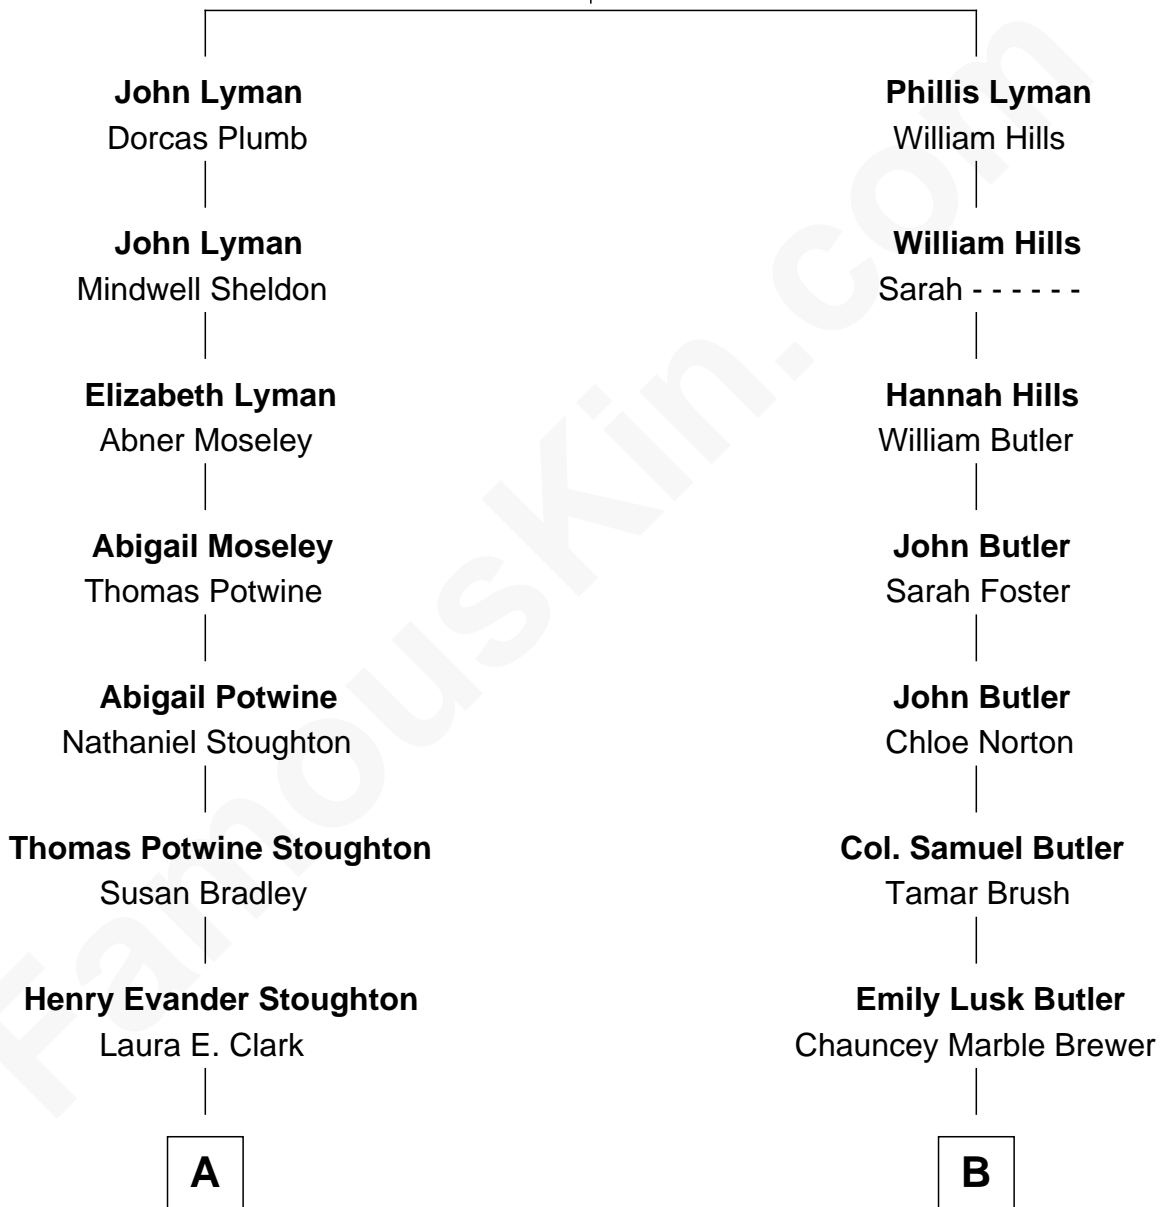 John Lyman
Dorcas Plumb
John Lyman
Mindwell Sheldon
Elizabeth Lyman
Abner Moseley
Abigail Moseley
Thomas Potwine
Abigail Potwine
Nathaniel Stoughton
Thomas Potwine Stoughton
Susan Bradley
Henry Evander Stoughton
Laura E. Clark
A
Phillis Lyman
William Hills
William Hills
Sarah - - - - - -
Hannah Hills
William Butler
John Butler
Sarah Foster
John Butler
Chloe Norton
Col. Samuel Butler
Tamar Brush
Emily Lusk Butler
Chauncey Marble Brewer
B
FamousKin.com